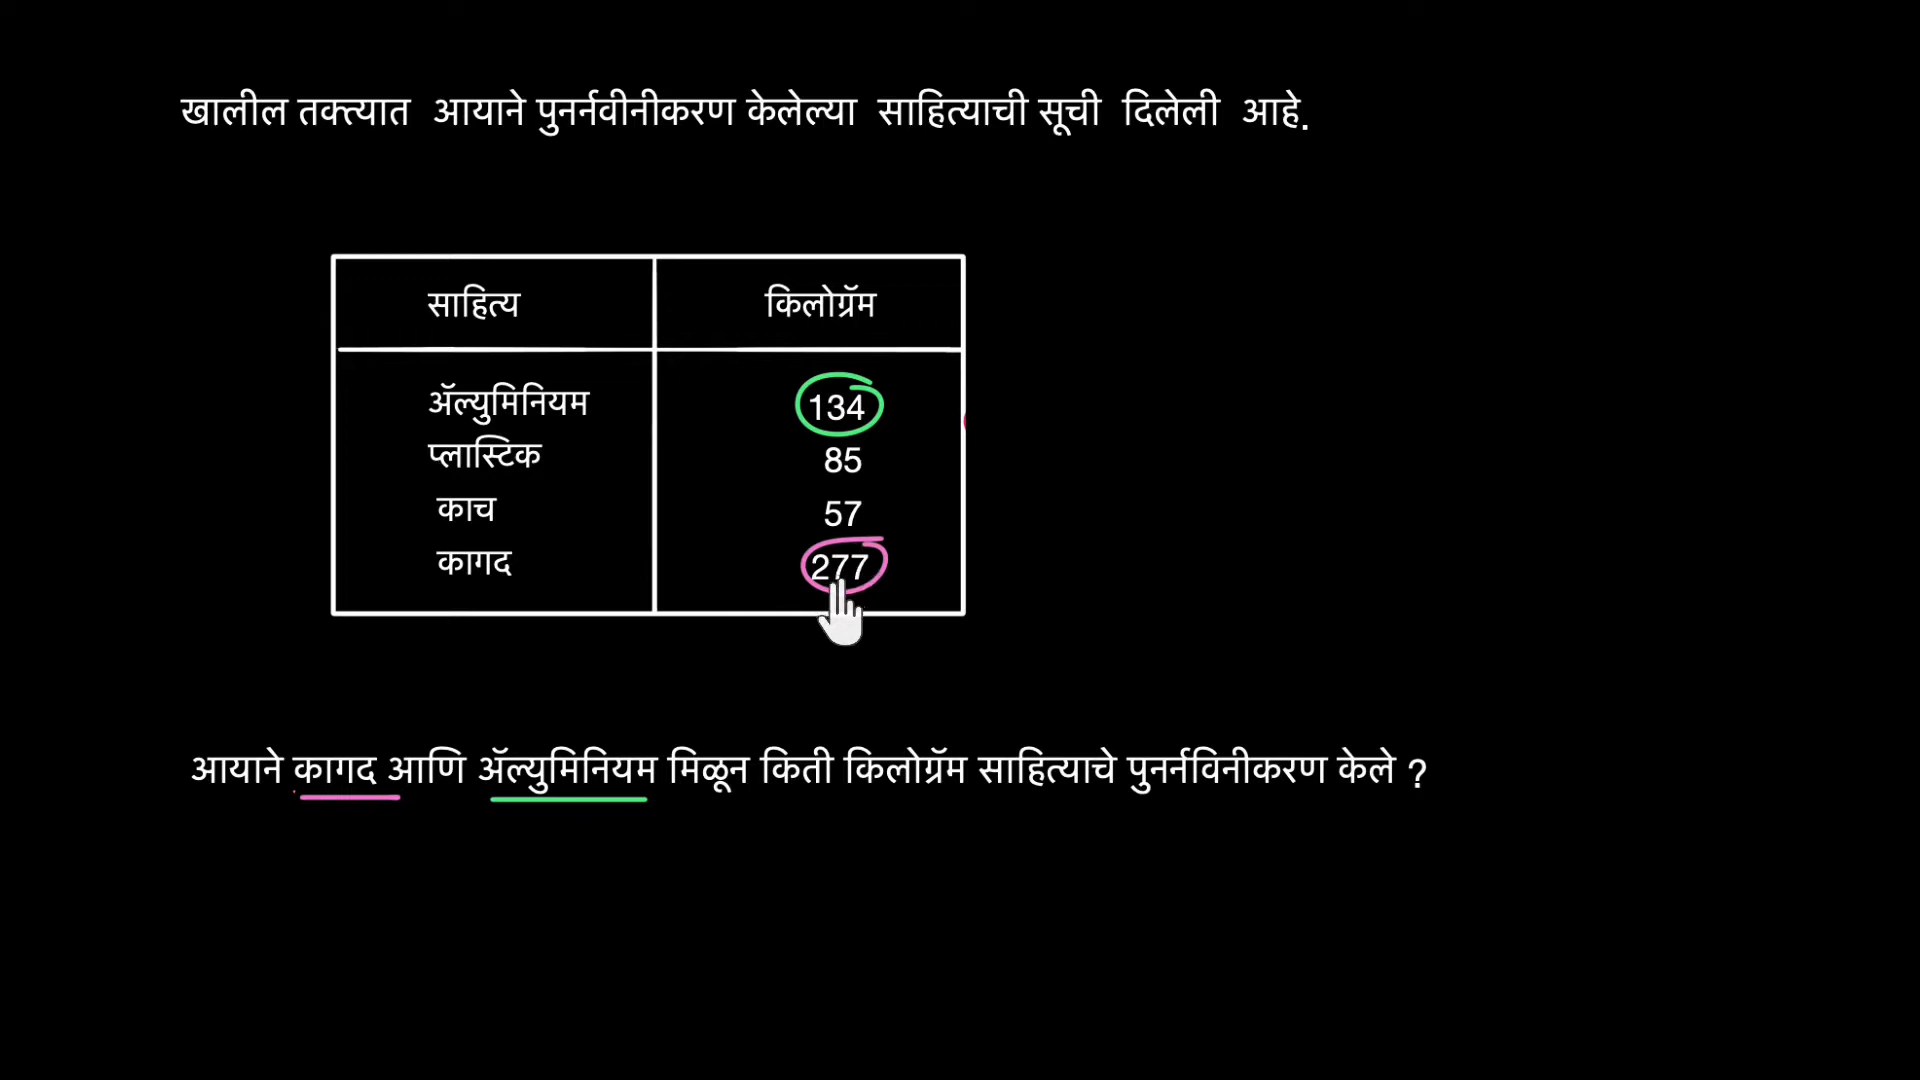 खालील तक्त्यात आयाने पुनर्नवीनीकरण केलेल्या साहित्याची सूची दिलेली आहे.
साहित्य किलोग्रॅम
ॲल्युमिनियम 134
प्लास्टिक 85
काच 57
कागद 277
आयाने कागद आणि ॲल्युमिनियम मिळून किती किलोग्रॅम साहित्याचे पुनर्नविनीकरण केले ?